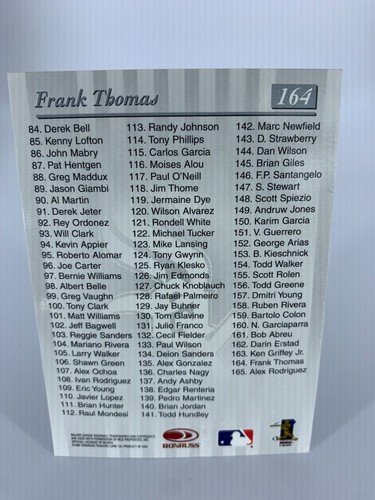 Frank Thomas 164
84. Derek Bell
85. Kenny Lofton
86. John Mabry
87. Pat Hentgen
88. Greg Maddux
89. Jason Giambi
90. Al Martin
91. Derek Jeter
92. Rey Ordonez
93. Will Clark
94. Kevin Appier
95. Roberto Alomar
96. Joe Carter
97. Bernie Williams
98. Albert Belle
99. Greg Vaughn
100. Tony Clark
101. Matt Williams
102. Jeff Bagwell
103. Reggie Sanders
104. Mariano Rivera
105. Larry Walker
106. Shawn Green
107. Alex Ochoa
108. Ivan Rodriguez
109. Eric Young
110. Javier Lopez
111. Brian Hunter
112. Raul Mondesi
113. Randy Johnson
114. Tony Phillips
115. Carlos Garcia
116. Moises Alou
117. Paul O'Neill
118. Jim Thome
119. Jermaine Dye
120. Wilson Alvarez
121. Rondell White
122. Michael Tucker
123. Mike Lansing
124. Tony Gwynn
125. Ryan Klesko
126. Jim Edmonds
127. Chuck Knoblauch
128. Rafael Palmeiro
129. Jay Buhner
130. Tom Glavine
131. Julio Franco
132. Cecil Fielder
133. Paul Wilson
134. Deion Sanders
135. Alex Gonzalez
136. Charles Nagy
137. Andy Ashby
138. Edgar Renteria
139. Pedro Martinez
140. Brian Jordan
141. Todd Hundley
142. Marc Newfield
143. D. Strawberry
144. Dan Wilson
145. Brian Giles
146. F.P. Santangelo
147. S. Stewart
148. Scott Spiezio
149. Andruw Jones
150. Karim Garcia
151. V. Guerrero
152. George Arias
153. B. Kieschnick
154. Todd Walker
155. Scott Rolen
156. Todd Greene
157. Dmitri Young
158. Ruben Rivera
159. Bartolo Colon
160. N. Garciaparra
161. Bob Abreu
162. Darin Erstad
163. Ken Griffey Jr.
164. Frank Thomas
165. Alex Rodriguez
DONRUSS